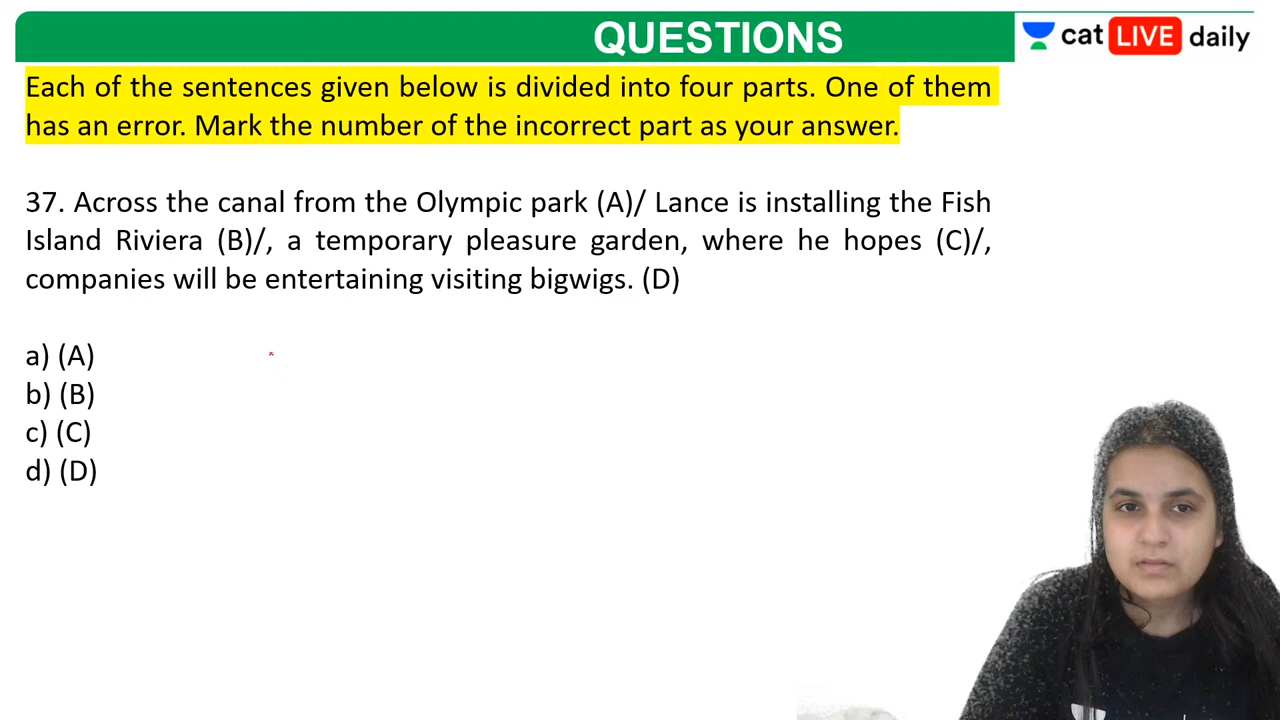 QUESTIONS
cat LIVE daily
Each of the sentences given below is divided into four parts. One of them
has an error. Mark the number of the incorrect part as your answer.
37. Across the canal from the Olympic park (A)/ Lance is installing the Fish
Island Riviera (B)/, a temporary pleasure garden, where he hopes (C)/,
companies will be entertaining visiting bigwigs. (D)
a) (A)
b) (B)
c) (C)
d) (D)